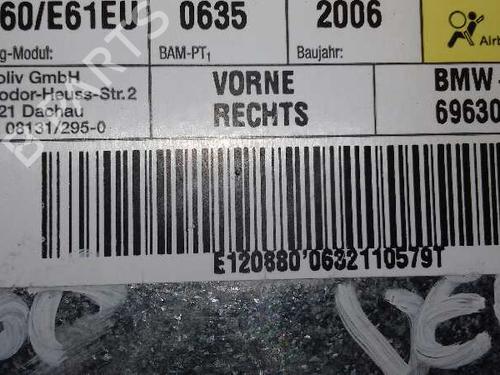 60/E61EU 0635 2006
g-Modul: BAM-PT1 Baujahr: Airb
oliv GmbH
odor-Heuss-Str.2
21 Dachau
08131/295-0
VORNE
RECHTS
BMW-
69630
E120880'0632110579T